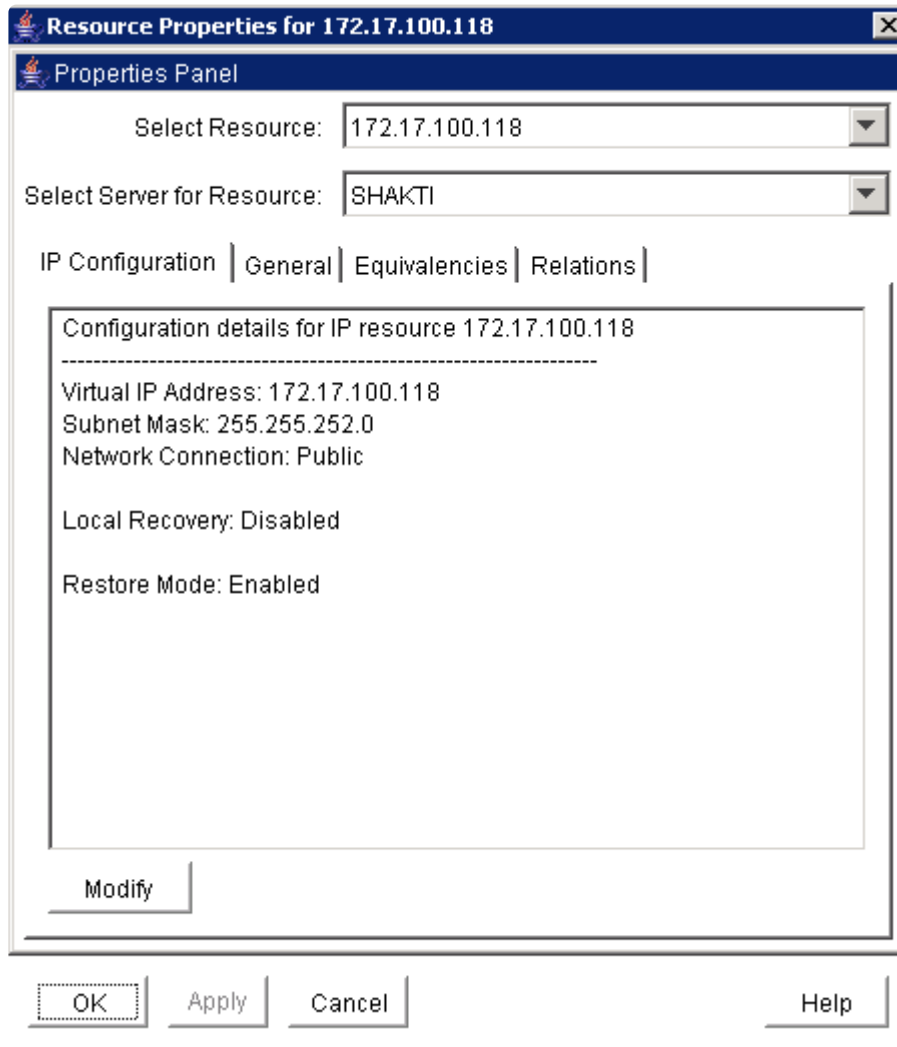 Resource Properties for 172.17.100.118
Properties Panel
Select Resource: 172.17.100.118
Select Server for Resource: SHAKTI
IP Configuration General Equivalencies Relations
Configuration details for IP resource 172.17.100.118
-------------------------------------------------------------------
Virtual IP Address: 172.17.100.118
Subnet Mask: 255.255.252.0
Network Connection: Public
Local Recovery: Disabled
Restore Mode: Enabled
Modify
OK Apply Cancel Help